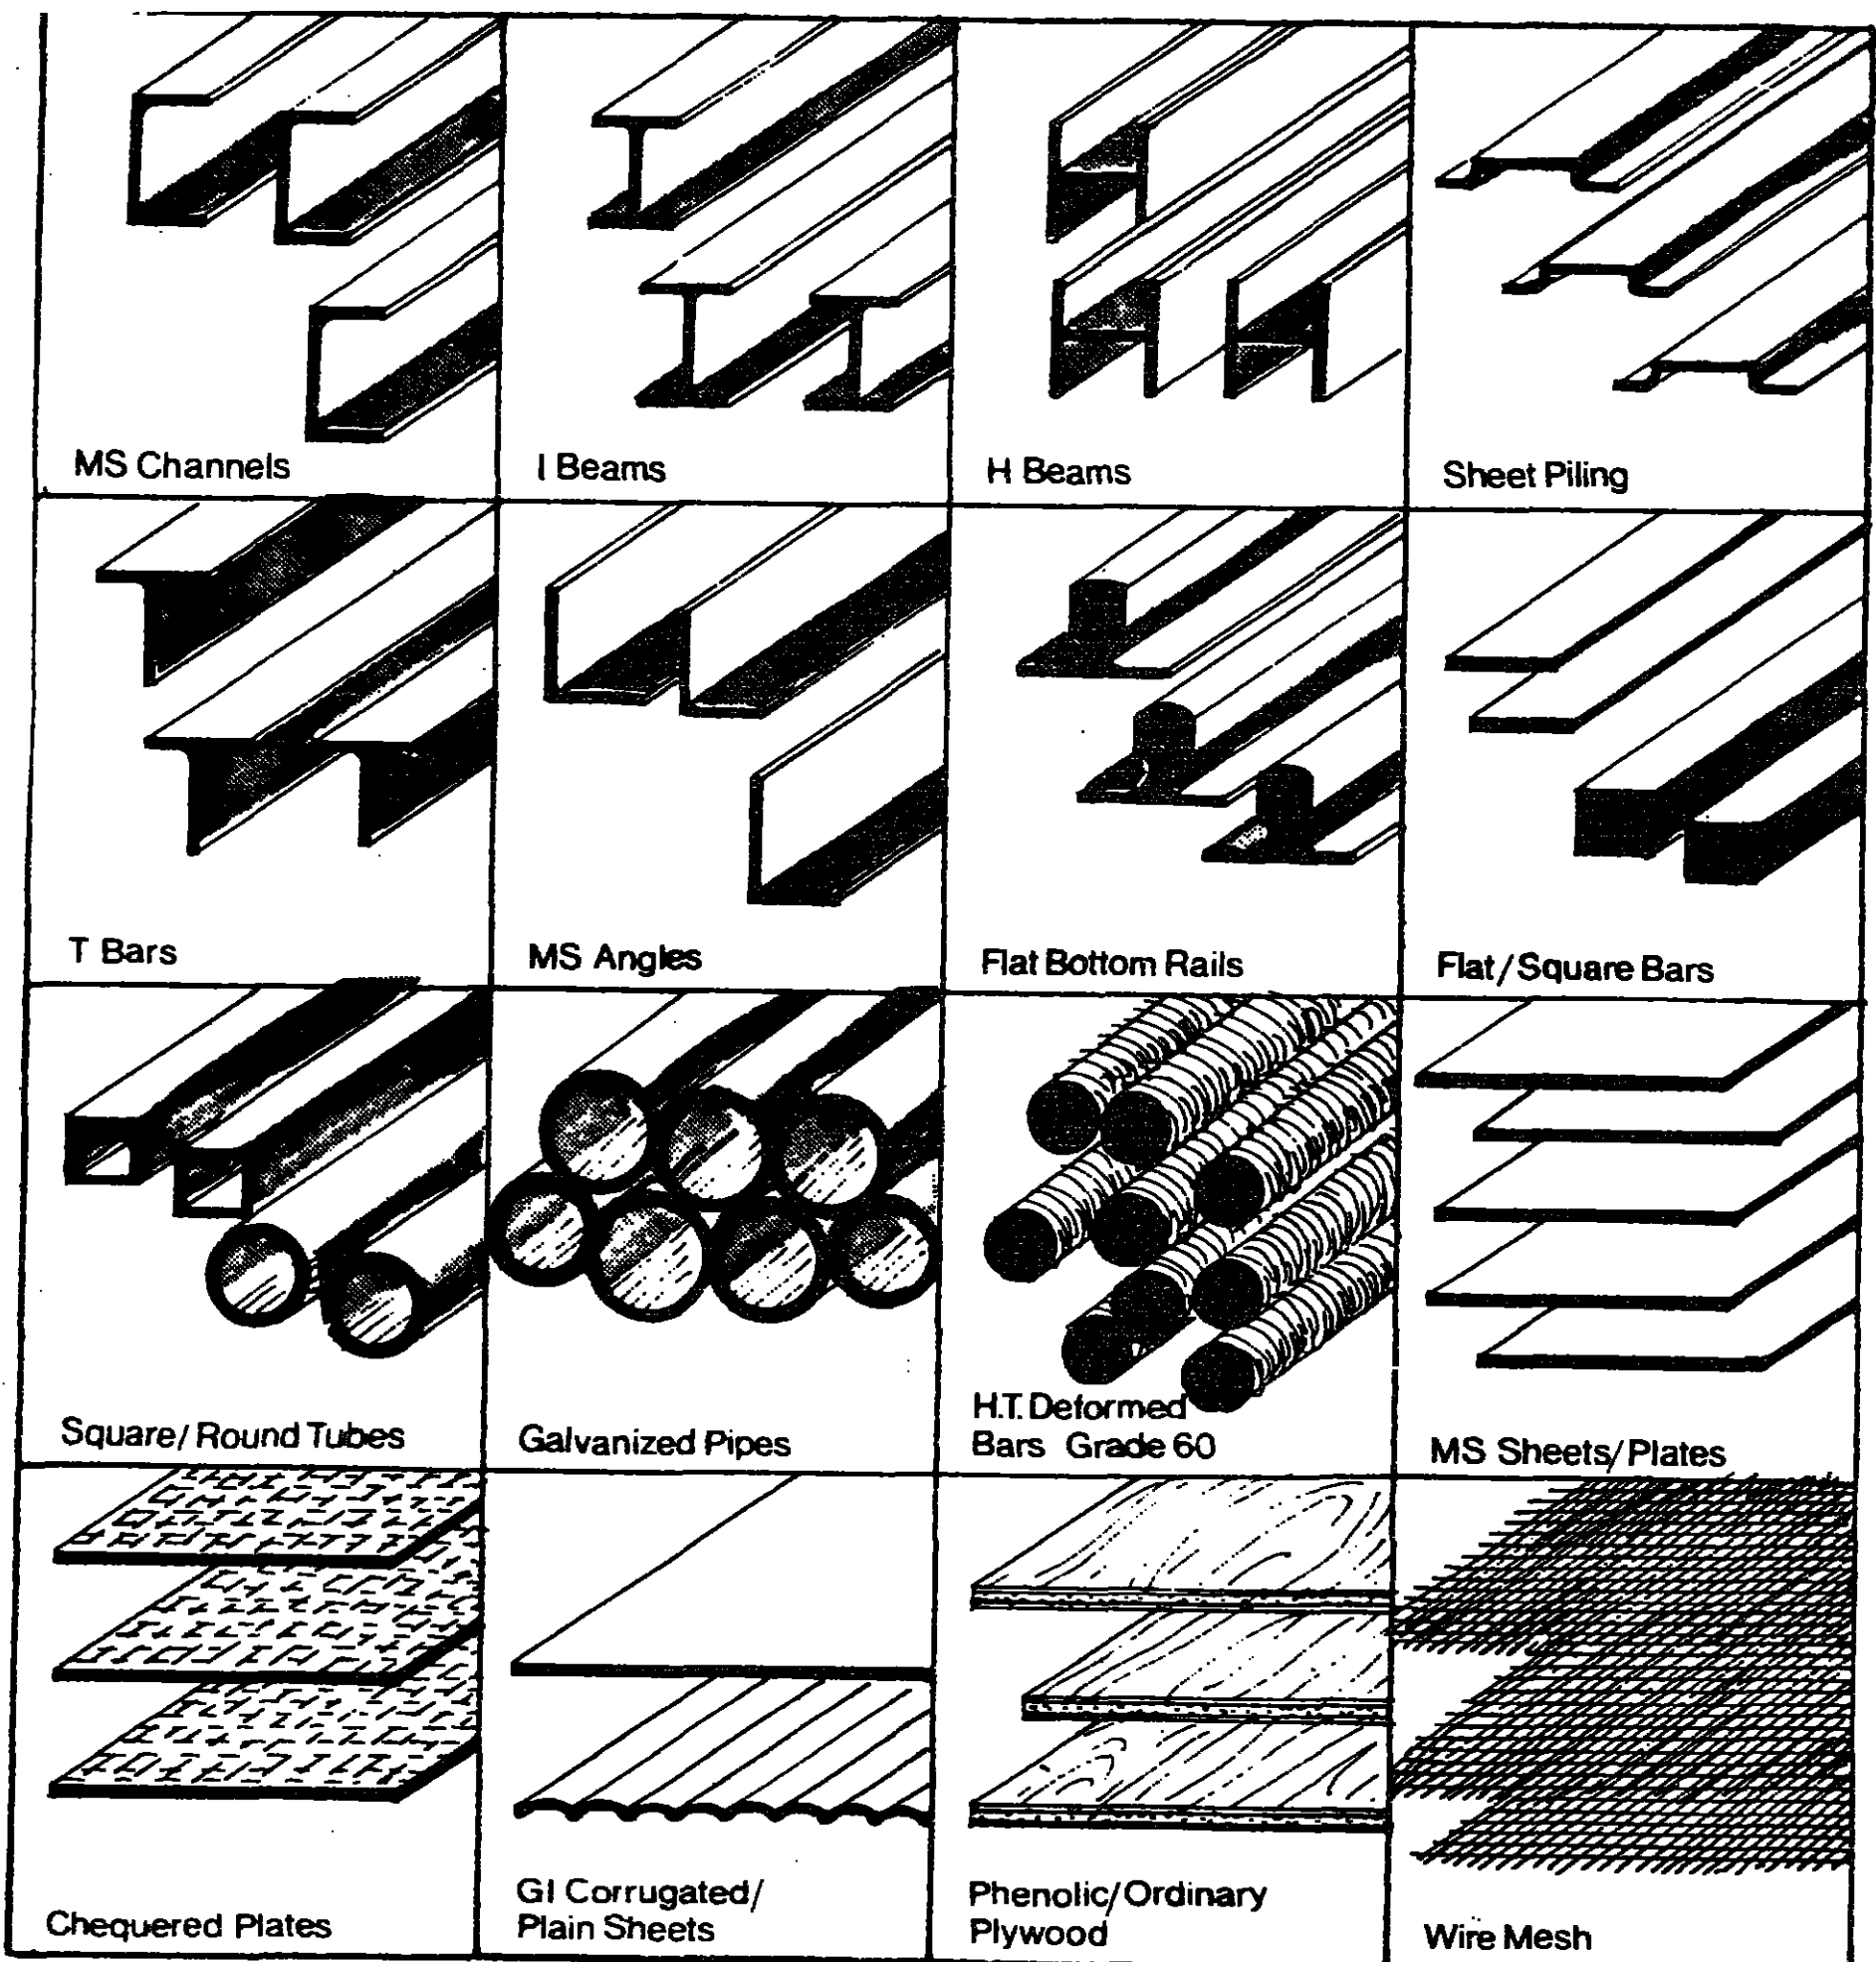 MS Channels
I Beams
H Beams
Sheet Piling
T Bars
MS Angles
Flat Bottom Rails
Flat/Square Bars
Square/Round Tubes
Galvanized Pipes
H.T. Deformed
Bars Grade 60
MS Sheets/Plates
Chequered Plates
GI Corrugated/
Plain Sheets
Phenolic/Ordinary
Plywood
Wire Mesh